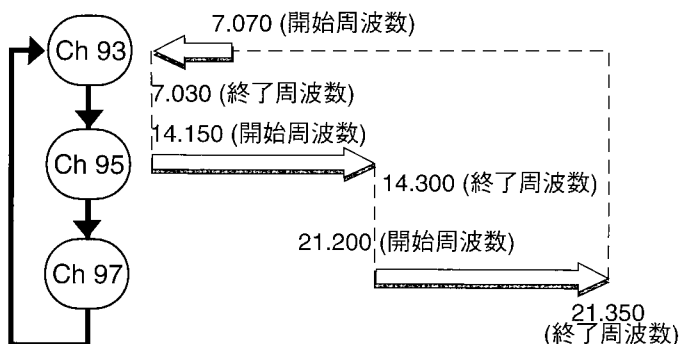 7.070 (開始周波数)
Ch 93
7.030 (終了周波数)
14.150 (開始周波数)
Ch 95
14.300 (終了周波数)
21.200 (開始周波数)
Ch 97
21.350
(終了周波数)